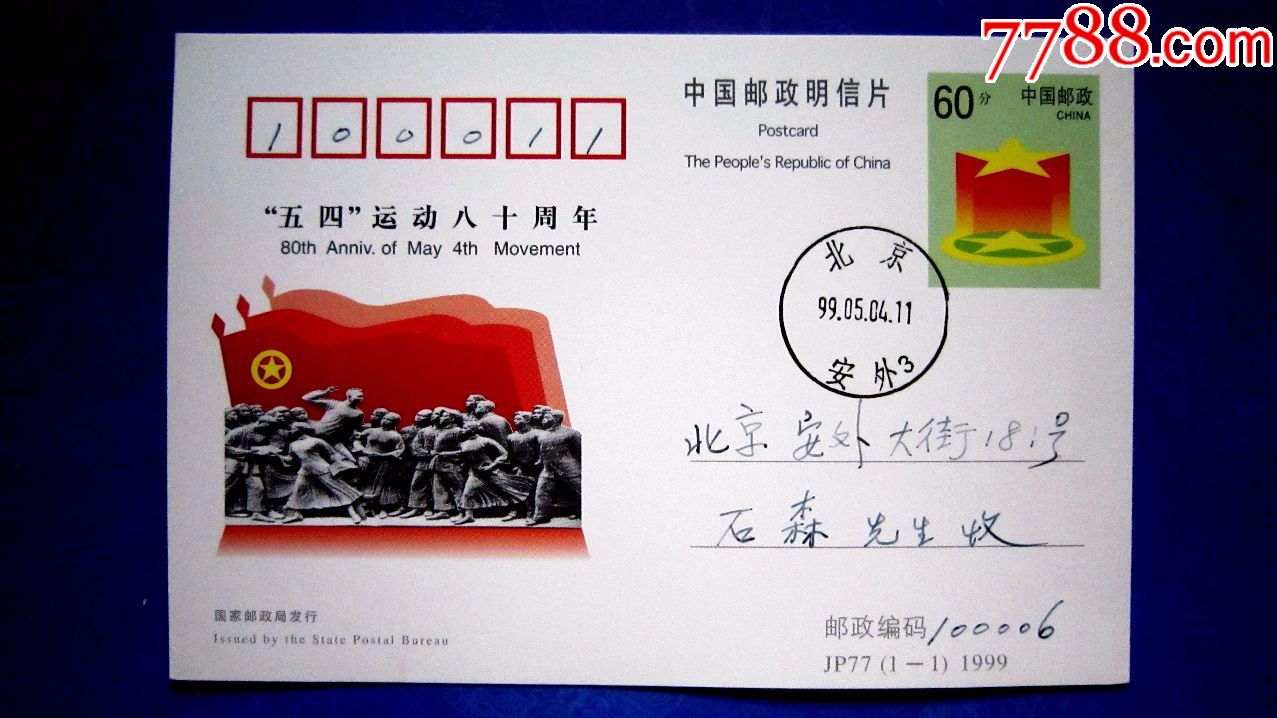 7788.com
100011
中国邮政明信片
Postcard
The People's Republic of China
60分 中国邮政
CHINA
“五四”运动八十周年
80th Anniv. of May 4th Movement
北京
99.05.04.11
安外3
北京安外大街181号
石森先生收
国家邮政局发行
Issued by the State Postal Bureau
邮政编码100006
JP77 (1－1) 1999